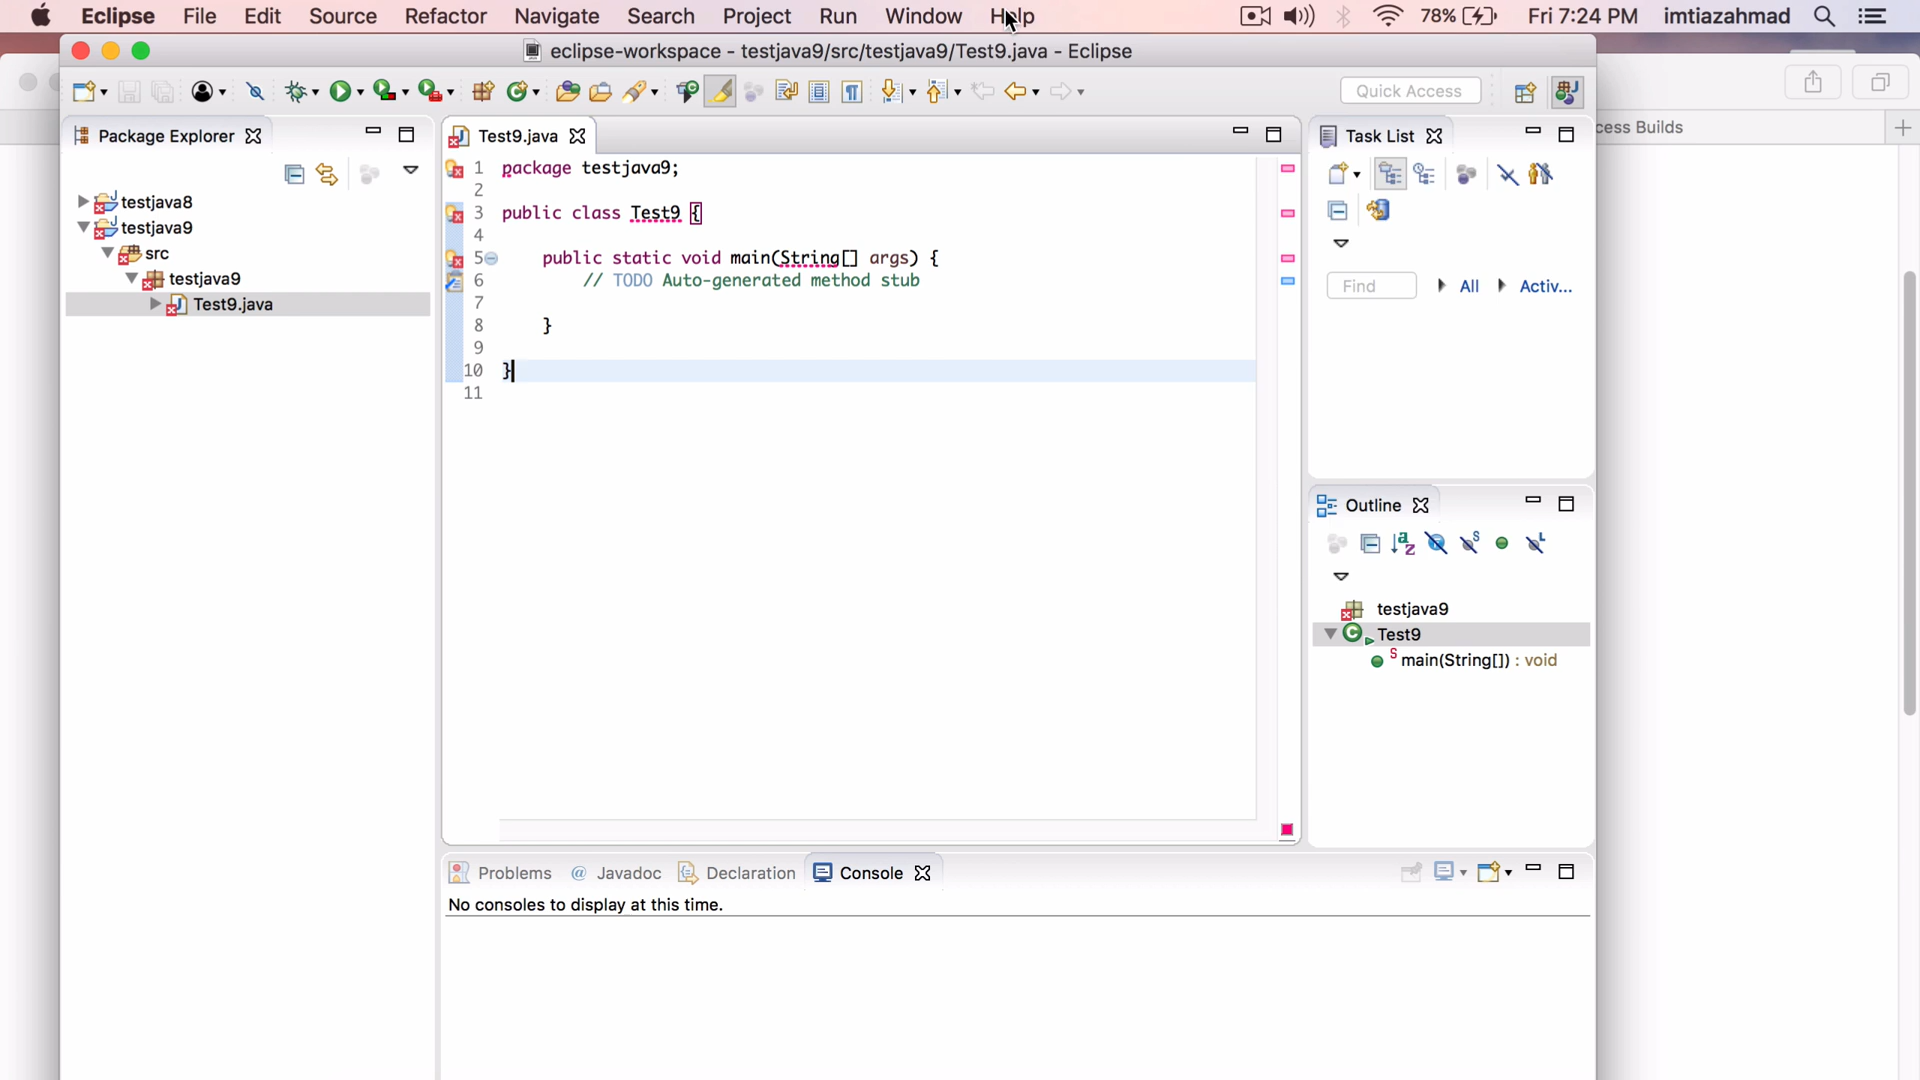 Eclipse File Edit Source Refactor Navigate Search Project Run Window Help 78% Fri 7:24 PM imtiazahmad
eclipse-workspace - testjava9/src/testjava9/Test9.java - Eclipse
Quick Access
Package Explorer
testjava8
testjava9
src
testjava9
Test9.java
Test9.java
1 package testjava9;
2
3 public class Test9 {
4
5 public static void main(String[] args) {
6 // TODO Auto-generated method stub
7
8 }
9
10 }
11
Task List
Find All Activ...
Outline
testjava9
Test9
main(String[]) : void
Problems @ Javadoc Declaration Console
No consoles to display at this time.
cess Builds